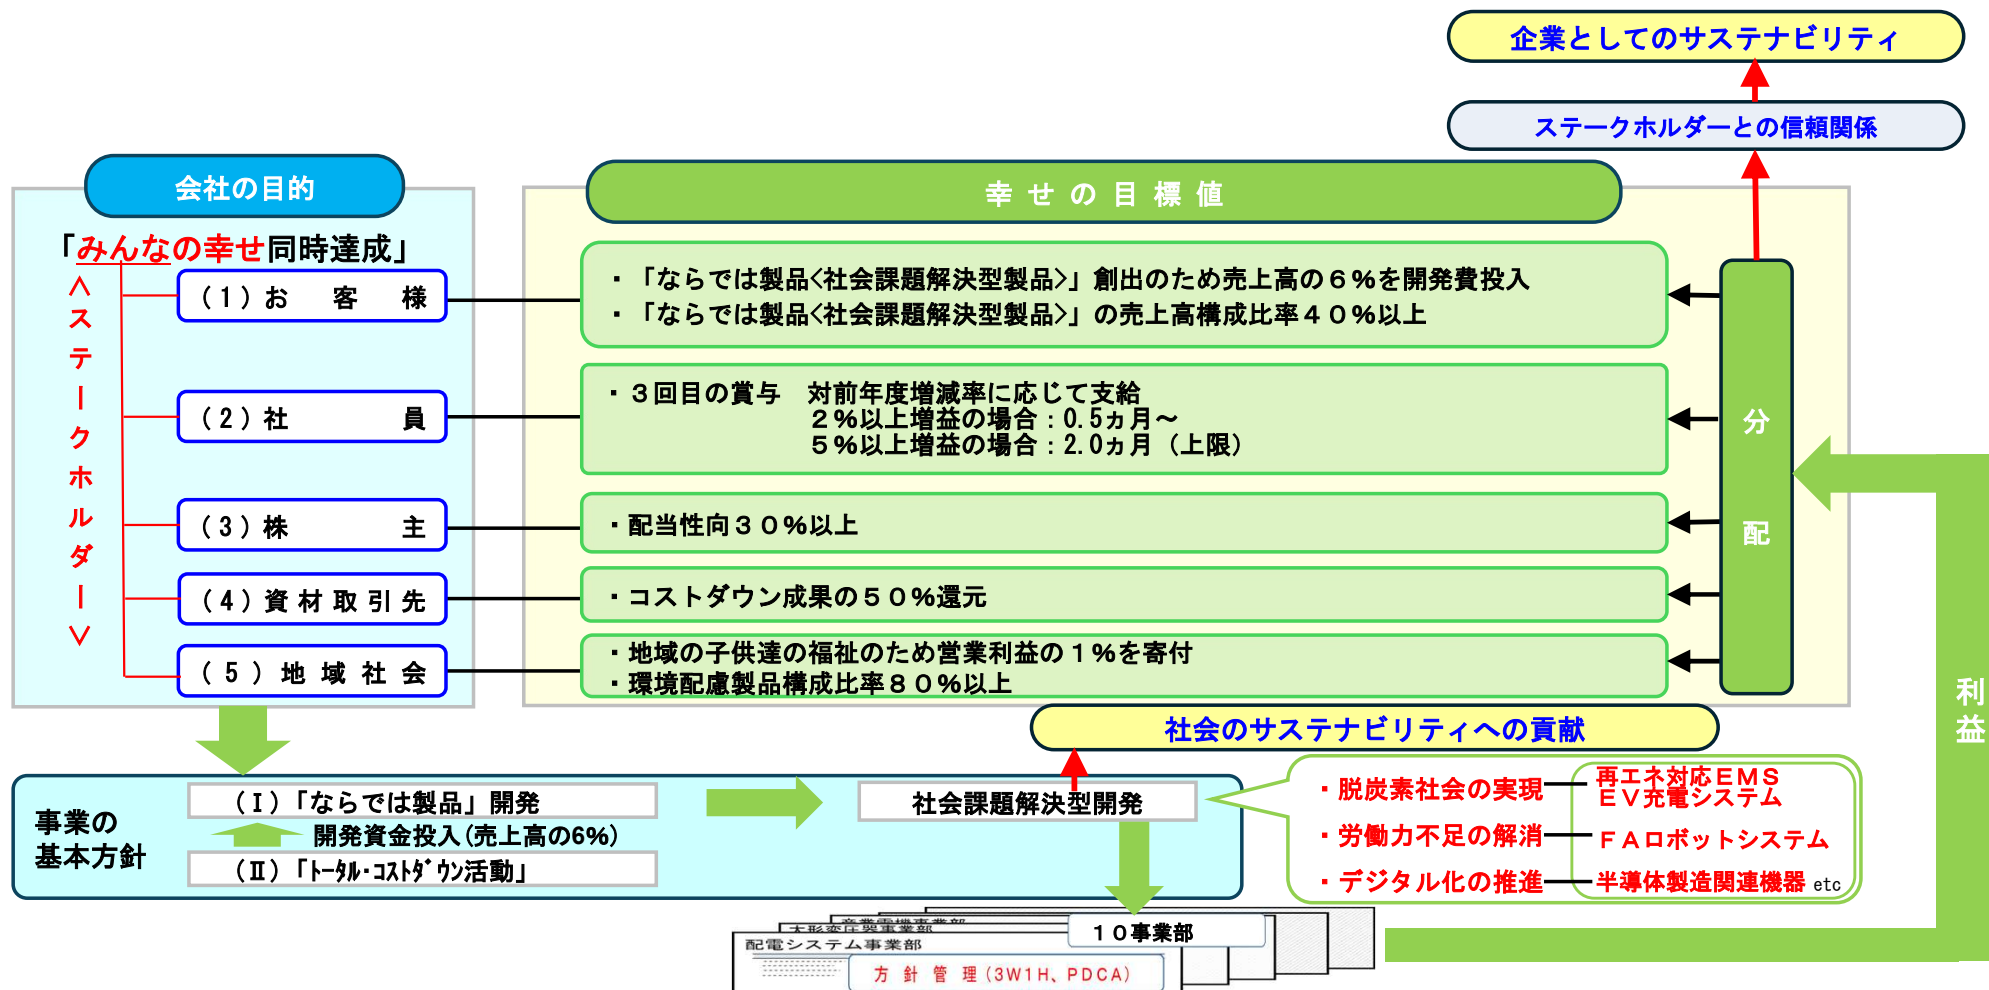 企業としてのサステナビリティ
ステークホルダーとの信頼関係
会社の目的
「みんなの幸せ同時達成」
＜ステークホルダー＞
（１）お　客　様
（２）社　　　員
（３）株　　　主
（４）資材取引先
（５）地域社会
幸せの目標値
・「ならでは製品<社会課題解決型製品>」創出のため売上高の６％を開発費投入
・「ならでは製品<社会課題解決型製品>」の売上高構成比率４０％以上
・３回目の賞与　対前年度増減率に応じて支給
２％以上増益の場合：0.5ヵ月～
５％以上増益の場合：2.0ヵ月（上限）
・配当性向３０％以上
・コストダウン成果の５０％還元
・地域の子供達の福祉のため営業利益の１％を寄付
・環境配慮製品構成比率８０％以上
分配
利益
社会のサステナビリティへの貢献
事業の
基本方針
（Ⅰ）「ならでは製品」開発
開発資金投入(売上高の6%)
（Ⅱ）「ﾄｰﾀﾙ・ｺｽﾄﾀﾞｳﾝ活動」
社会課題解決型開発
・脱炭素社会の実現
再エネ対応ＥＭＳ
ＥＶ充電システム
・労働力不足の解消
ＦＡロボットシステム
・デジタル化の推進
半導体製造関連機器 etc
産業電機事業部
大形変圧器事業部
配電システム事業部
１０事業部
方針管理(3W1H、PDCA)